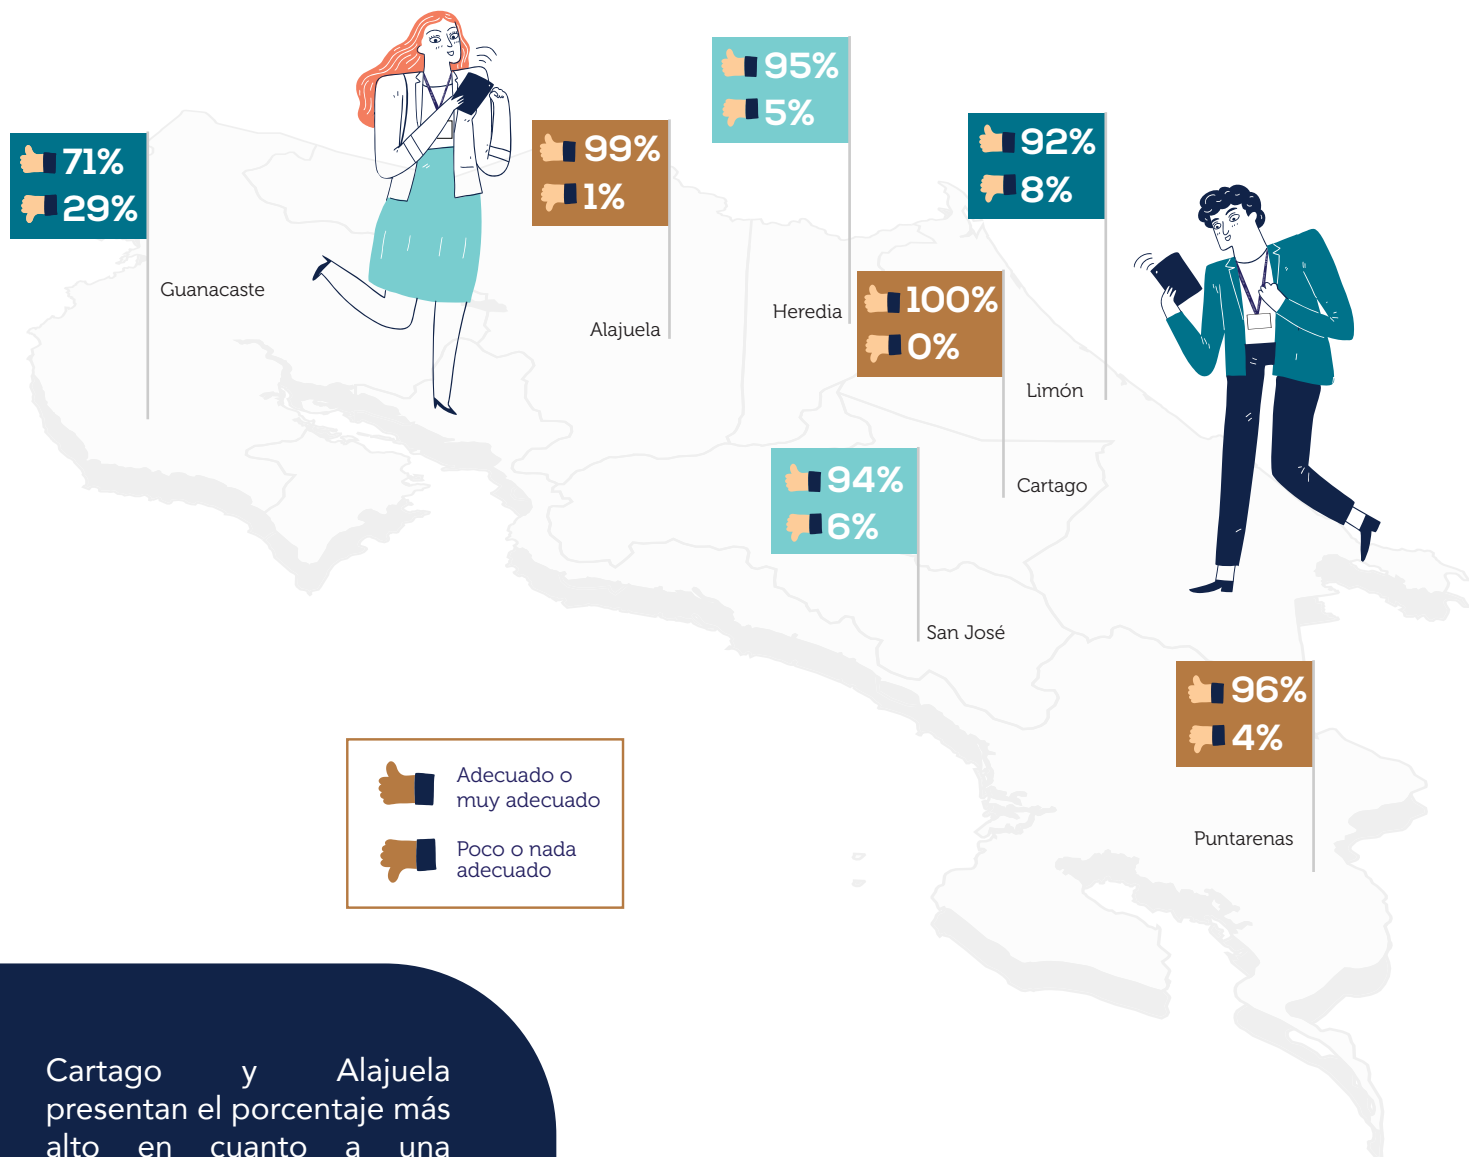 95%
5%
92%
8%
99%
1%
71%
29%
Guanacaste
100%
0%
Heredia
Alajuela
Limón
94%
6%
Cartago
San José
96%
4%
Adecuado o
muy adecuado
Poco o nada
adecuado
Puntarenas
Cartago y Alajuela
presentan el porcentaje más
alto en cuanto a una